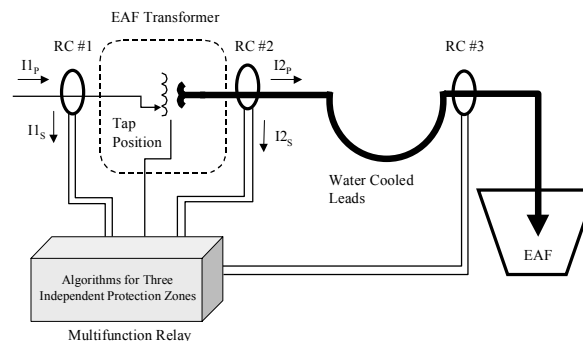 EAF Transformer
RC #1
RC #2
RC #3
I1P
I2P
Tap
Position
I1S
I2S
Water Cooled
Leads
EAF
Algorithms for Three
Independent Protection Zones
Multifunction Relay